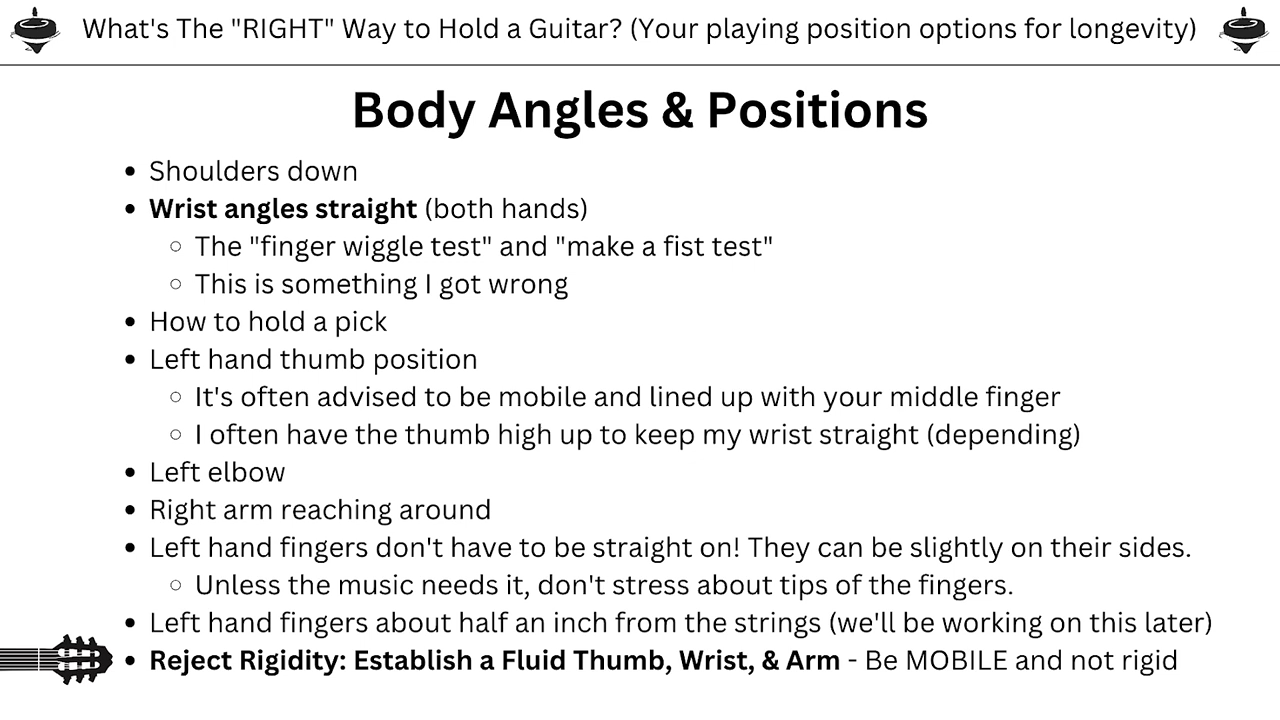 What's The "RIGHT" Way to Hold a Guitar? (Your playing position options for longevity)
Body Angles & Positions
• Shoulders down
• Wrist angles straight (both hands)
◦ The "finger wiggle test" and "make a fist test"
◦ This is something I got wrong
• How to hold a pick
• Left hand thumb position
◦ It's often advised to be mobile and lined up with your middle finger
◦ I often have the thumb high up to keep my wrist straight (depending)
• Left elbow
• Right arm reaching around
• Left hand fingers don't have to be straight on! They can be slightly on their sides.
◦ Unless the music needs it, don't stress about tips of the fingers.
• Left hand fingers about half an inch from the strings (we'll be working on this later)
• Reject Rigidity: Establish a Fluid Thumb, Wrist, & Arm - Be MOBILE and not rigid